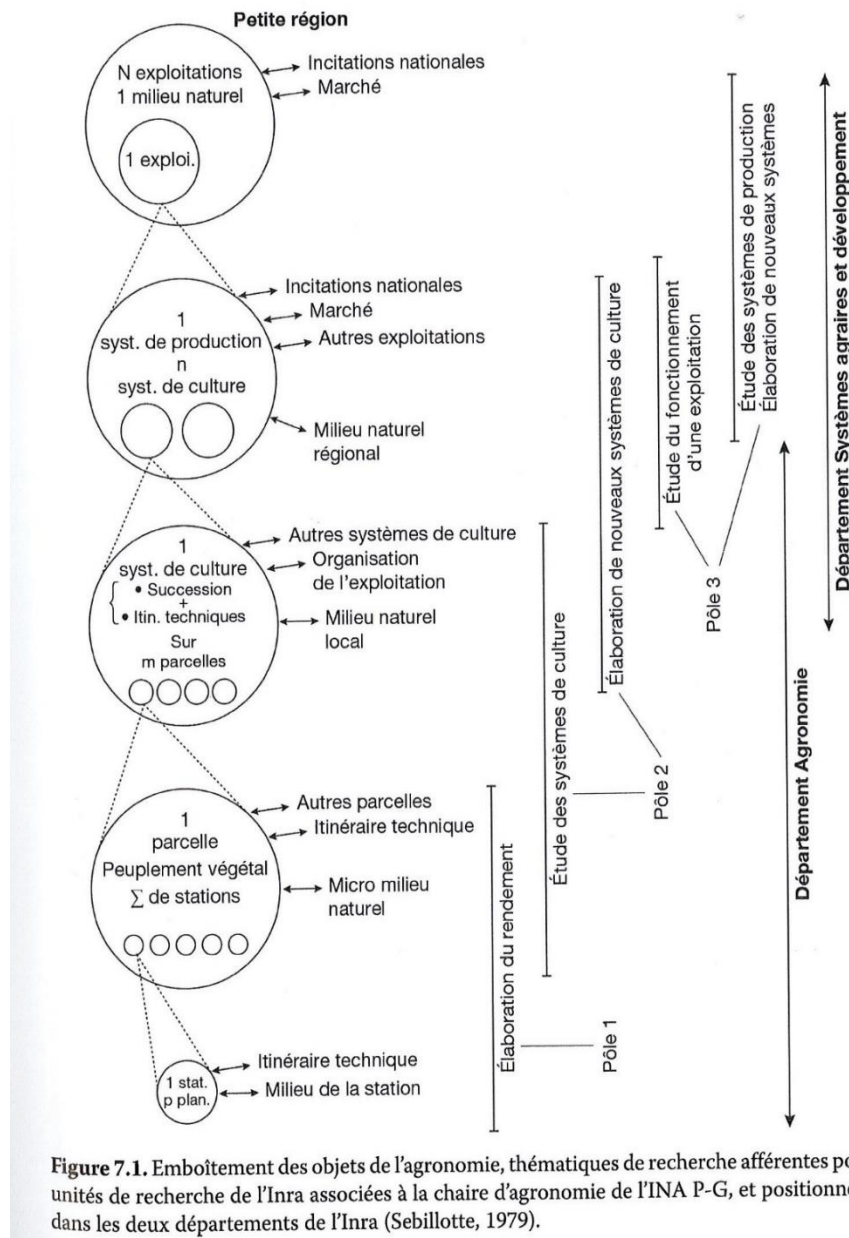 Petite région
N exploitations
1 milieu naturel
1 exploi.
Incitations nationales
Marché
1
syst. de production
n
syst. de culture
Incitations nationales
Marché
Autres exploitations
Milieu naturel
régional
1
syst. de culture
• Succession
+
• Itin. techniques
Sur
m parcelles
Autres systèmes de culture
Organisation
de l'exploitation
Milieu naturel
local
1
parcelle
Peuplement végétal
∑ de stations
Autres parcelles
Itinéraire technique
Micro milieu
naturel
1 stat.
p plan.
Itinéraire technique
Milieu de la station
Élaboration du rendement
Pôle 1
Étude des systèmes de culture
Pôle 2
Élaboration de nouveaux systèmes de culture
Étude du fonctionnement
d'une exploitation
Pôle 3
Étude des systèmes de production
Élaboration de nouveaux systèmes
Département Agronomie
Département Systèmes agraires et développement
Figure 7.1. Emboîtement des objets de l'agronomie, thématiques de recherche afférentes po
unités de recherche de l'Inra associées à la chaire d'agronomie de l'INA P-G, et positionne
dans les deux départements de l'Inra (Sebillotte, 1979).